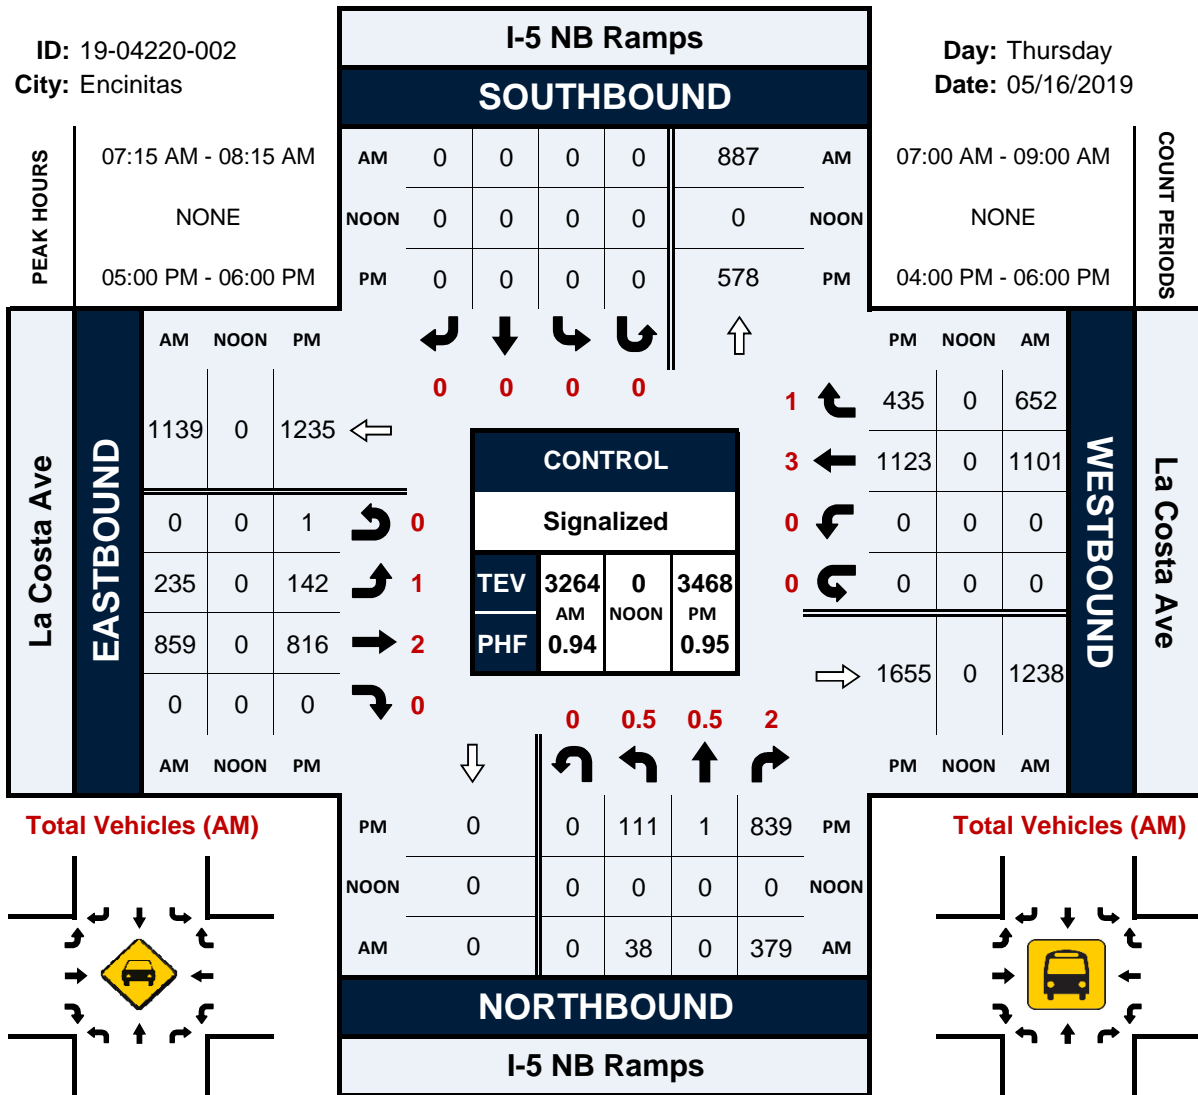 I-5 NB Ramps
ID: 19-04220-002
City: Encinitas
Day: Thursday
Date: 05/16/2019
SOUTHBOUND
PEAK HOURS
07:15 AM - 08:15 AM
NONE
05:00 PM - 06:00 PM
AM 0 0 0 0 887 AM
NOON 0 0 0 0 0 NOON
PM 0 0 0 0 578 PM
07:00 AM - 09:00 AM
NONE
04:00 PM - 06:00 PM
COUNT PERIODS
0 0 0 0
La Costa Ave
EASTBOUND
AM NOON PM
1139 0 1235
0 0 1 0
235 0 142 1
859 0 816 2
0 0 0 0
AM NOON PM
CONTROL
Signalized
TEV 3264 0 3468
AM NOON PM
PHF 0.94 0.95
PM NOON AM
1 435 0 652
3 1123 0 1101
0 0 0 0
0 0 0 0
1655 0 1238
PM NOON AM
WESTBOUND
La Costa Ave
0 0.5 0.5 2
PM 0 0 111 1 839 PM
NOON 0 0 0 0 0 NOON
AM 0 0 38 0 379 AM
NORTHBOUND
I-5 NB Ramps
Total Vehicles (AM)
Total Vehicles (AM)